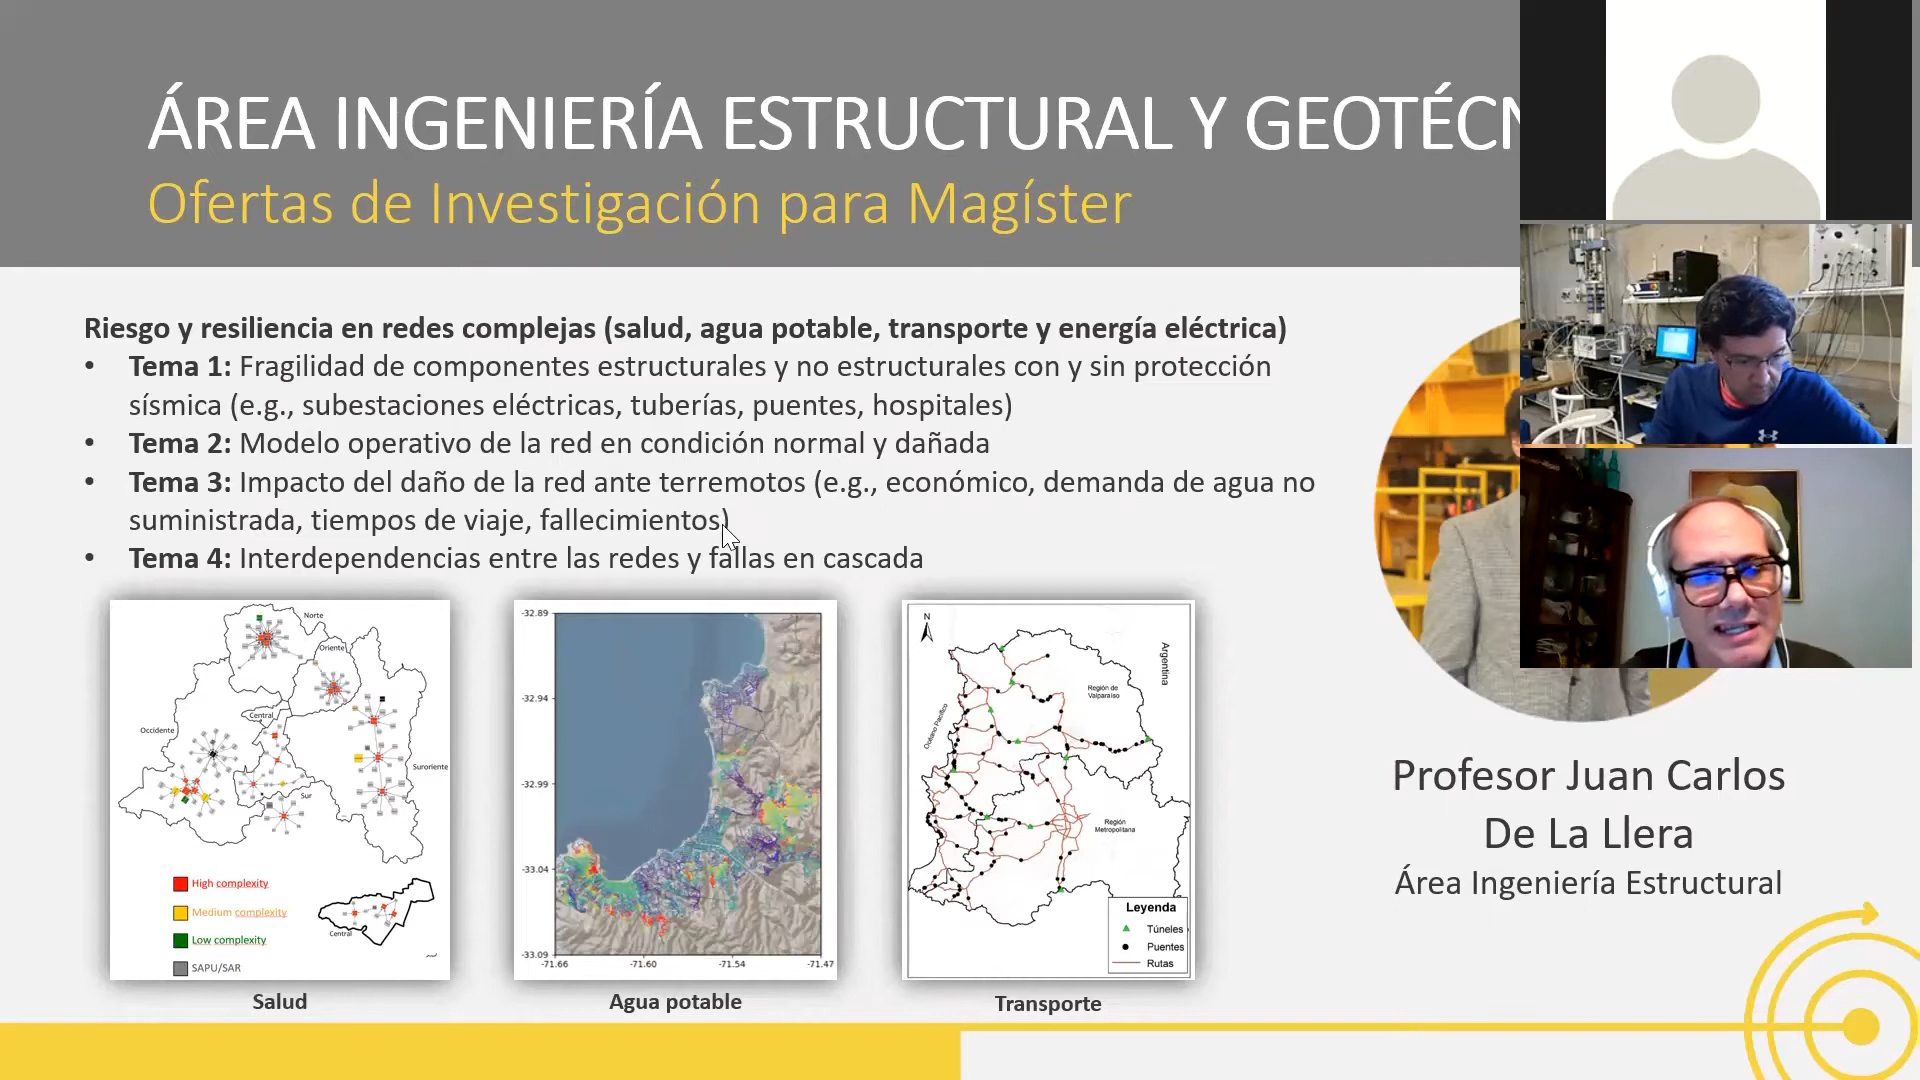 ÁREA INGENIERÍA ESTRUCTURAL Y GEOTÉCN
Ofertas de Investigación para Magíster
Riesgo y resiliencia en redes complejas (salud, agua potable, transporte y energía eléctrica)
• Tema 1: Fragilidad de componentes estructurales y no estructurales con y sin protección
sísmica (e.g., subestaciones eléctricas, tuberías, puentes, hospitales)
• Tema 2: Modelo operativo de la red en condición normal y dañada
• Tema 3: Impacto del daño de la red ante terremotos (e.g., económico, demanda de agua no
suministrada, tiempos de viaje, fallecimientos)
• Tema 4: Interdependencias entre las redes y fallas en cascada
Norte
Oriente
Central
Occidente
Suroriente
Sur
High complexity
Medium complexity
Low complexity
SAPU/SAR
Central
Salud
-32.89
-32.94
-32.99
-33.04
-33.09
-71.66
-71.60
-71.54
-71.47
Agua potable
N
Argentina
Región de
Valparaíso
Océano Pacífico
Región
Metropolitana
Leyenda
Túneles
Puentes
Rutas
Transporte
Profesor Juan Carlos
De La Llera
Área Ingeniería Estructural